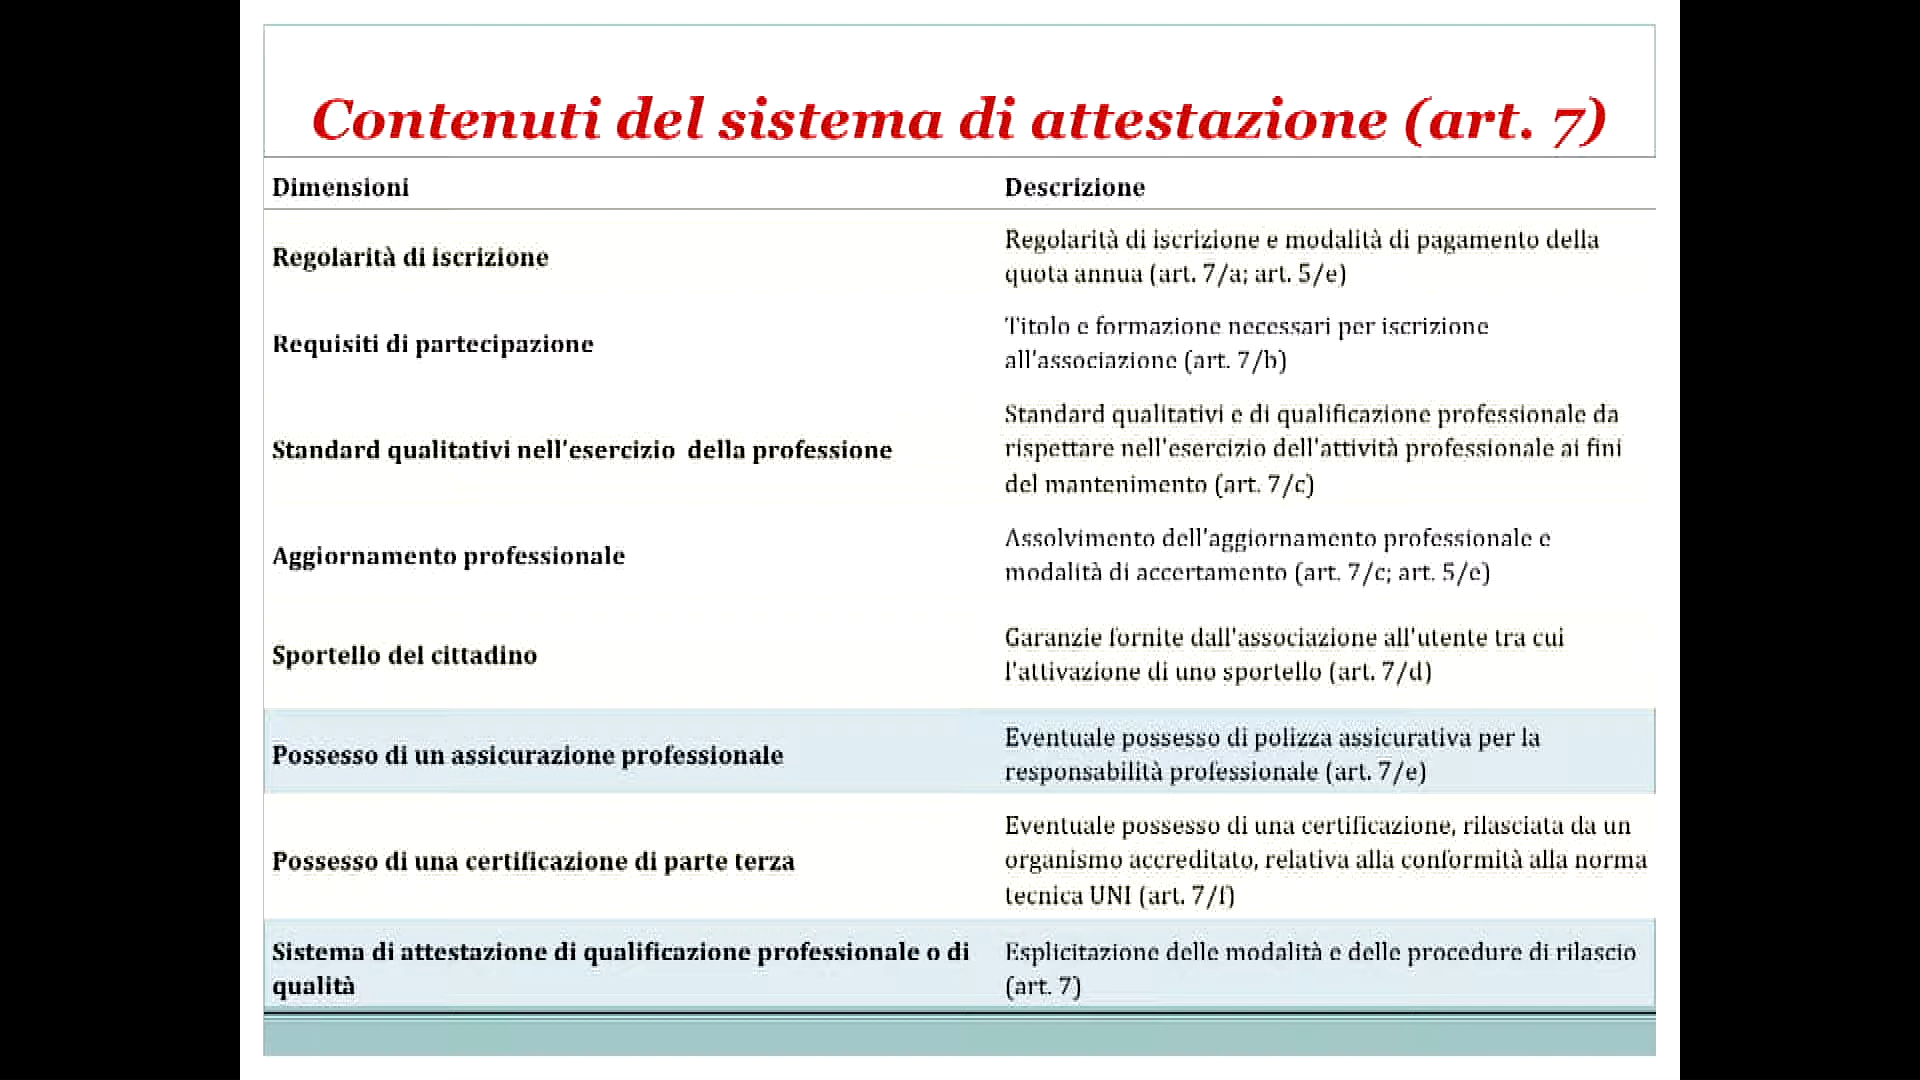 Contenuti del sistema di attestazione (art. 7)
Dimensioni
Descrizione
Regolarità di iscrizione
Regolarità di iscrizione e modalità di pagamento della
quota annua (art. 7/a; art. 5/e)
Requisiti di partecipazione
Titolo e formazione necessari per iscrizione
all'associazione (art. 7/b)
Standard qualitativi nell'esercizio della professione
Standard qualitativi e di qualificazione professionale da
rispettare nell'esercizio dell'attività professionale ai fini
del mantenimento (art. 7/c)
Aggiornamento professionale
Assolvimento dell'aggiornamento professionale e
modalità di accertamento (art. 7/c; art. 5/e)
Sportello del cittadino
Garanzie fornite dall'associazione all'utente tra cui
l'attivazione di uno sportello (art. 7/d)
Possesso di un assicurazione professionale
Eventuale possesso di polizza assicurativa per la
responsabilità professionale (art. 7/e)
Possesso di una certificazione di parte terza
Eventuale possesso di una certificazione, rilasciata da un
organismo accreditato, relativa alla conformità alla norma
tecnica UNI (art. 7/f)
Sistema di attestazione di qualificazione professionale o di
qualità
Esplicitazione delle modalità e delle procedure di rilascio
(art. 7)